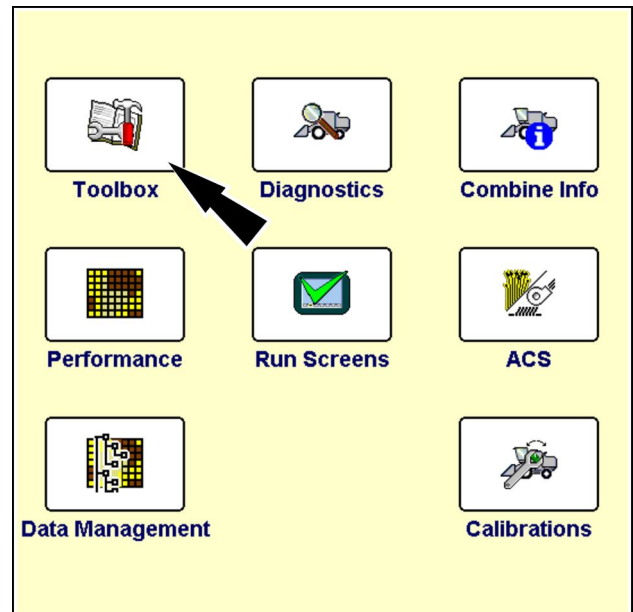 Toolbox
Diagnostics
Combine Info
Performance
Run Screens
ACS
Data Management
Calibrations